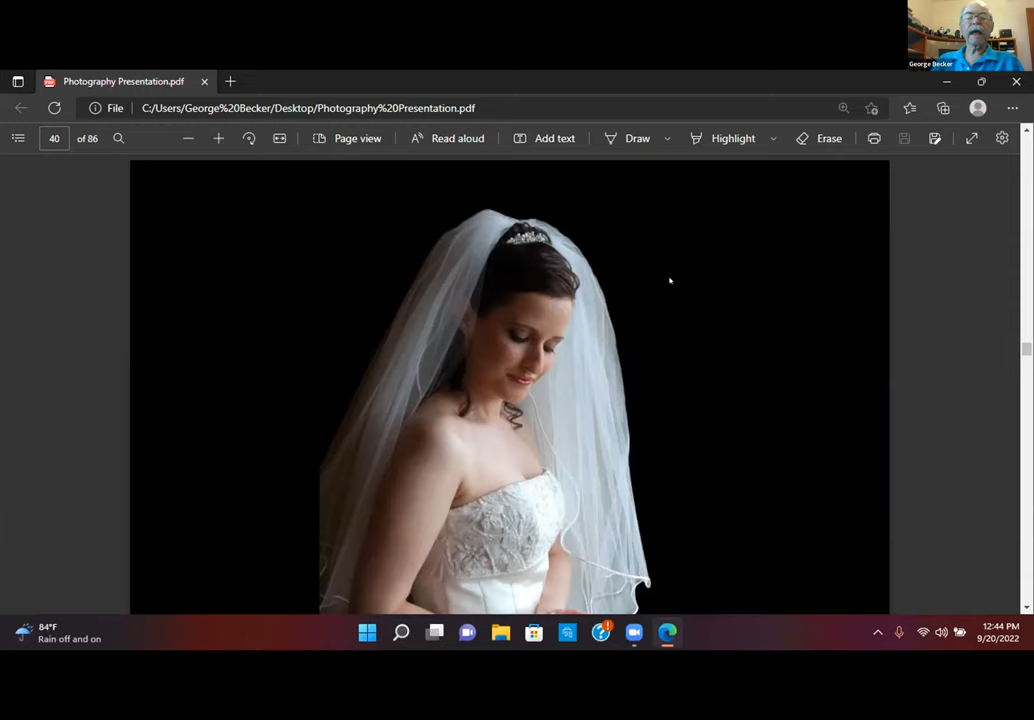 George Becker
Photography Presentation.pdf
File C:/Users/George%20Becker/Desktop/Photography%20Presentation.pdf
40 of 86 Page view Read aloud Add text Draw Highlight Erase
84°F
Rain off and on
12:44 PM
9/20/2022